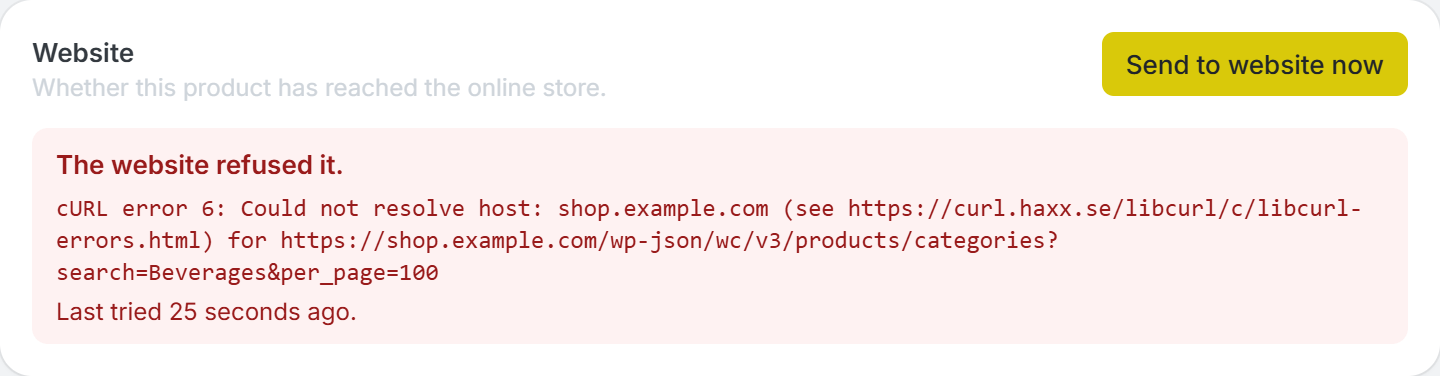 Website
Send to website now
Whether this product has reached the online store.
The website refused it.
cURL error 6: Could not resolve host: shop.example.com (see https://curl.haxx.se/libcurl/c/libcurl-
errors.html) for https://shop.example.com/wp-json/wc/v3/products/categories?
search=Beverages&per_page=100
Last tried 25 seconds ago.